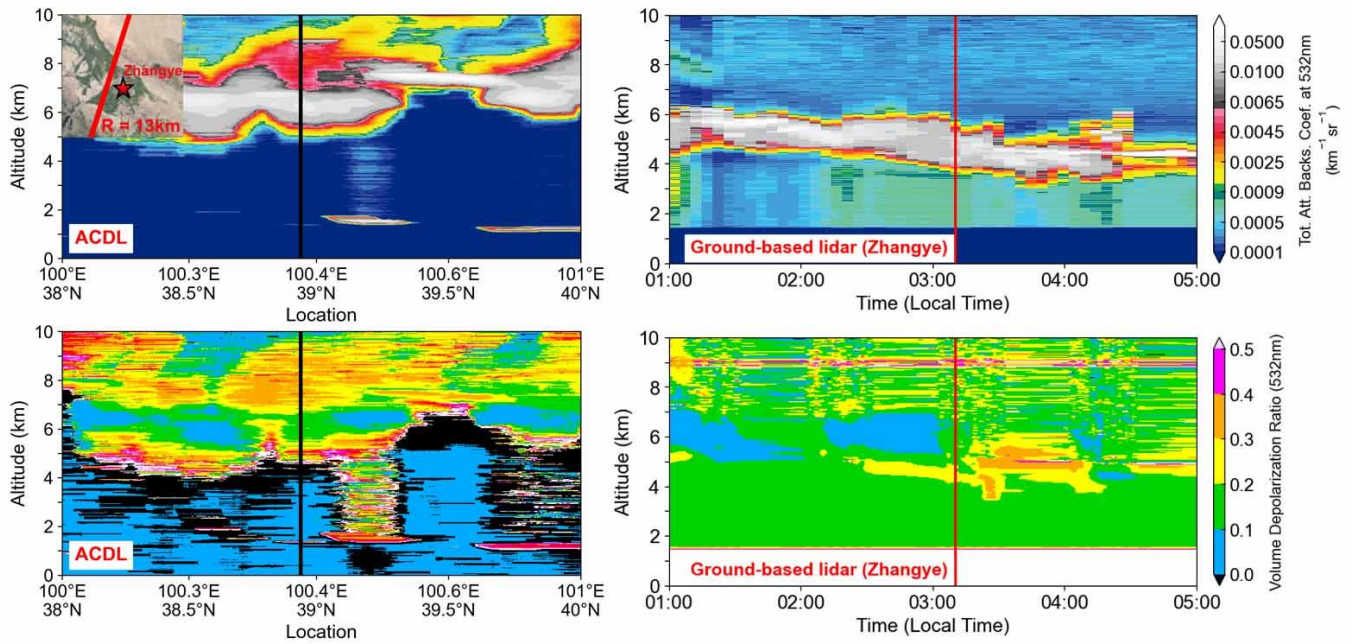 10
8
6
4
2
0
Altitude (km)
Zhangye
R = 13km
ACDL
100°E 100.3°E 100.4°E 100.6°E 101°E
38°N 38.5°N 39°N 39.5°N 40°N
Location
10
8
6
4
2
0
Altitude (km)
Ground-based lidar (Zhangye)
01:00 02:00 03:00 04:00 05:00
Time (Local Time)
0.0500
0.0100
0.0065
0.0045
0.0025
0.0009
0.0005
0.0001
Tot. Att. Backs. Coef. at 532nm
(km⁻¹ sr⁻¹)
10
8
6
4
2
0
Altitude (km)
ACDL
100°E 100.3°E 100.4°E 100.6°E 101°E
38°N 38.5°N 39°N 39.5°N 40°N
Location
10
8
6
4
2
0
Altitude (km)
Ground-based lidar (Zhangye)
01:00 02:00 03:00 04:00 05:00
Time (Local Time)
0.5
0.4
0.3
0.2
0.1
0.0
Volume Depolarization Ratio (532nm)